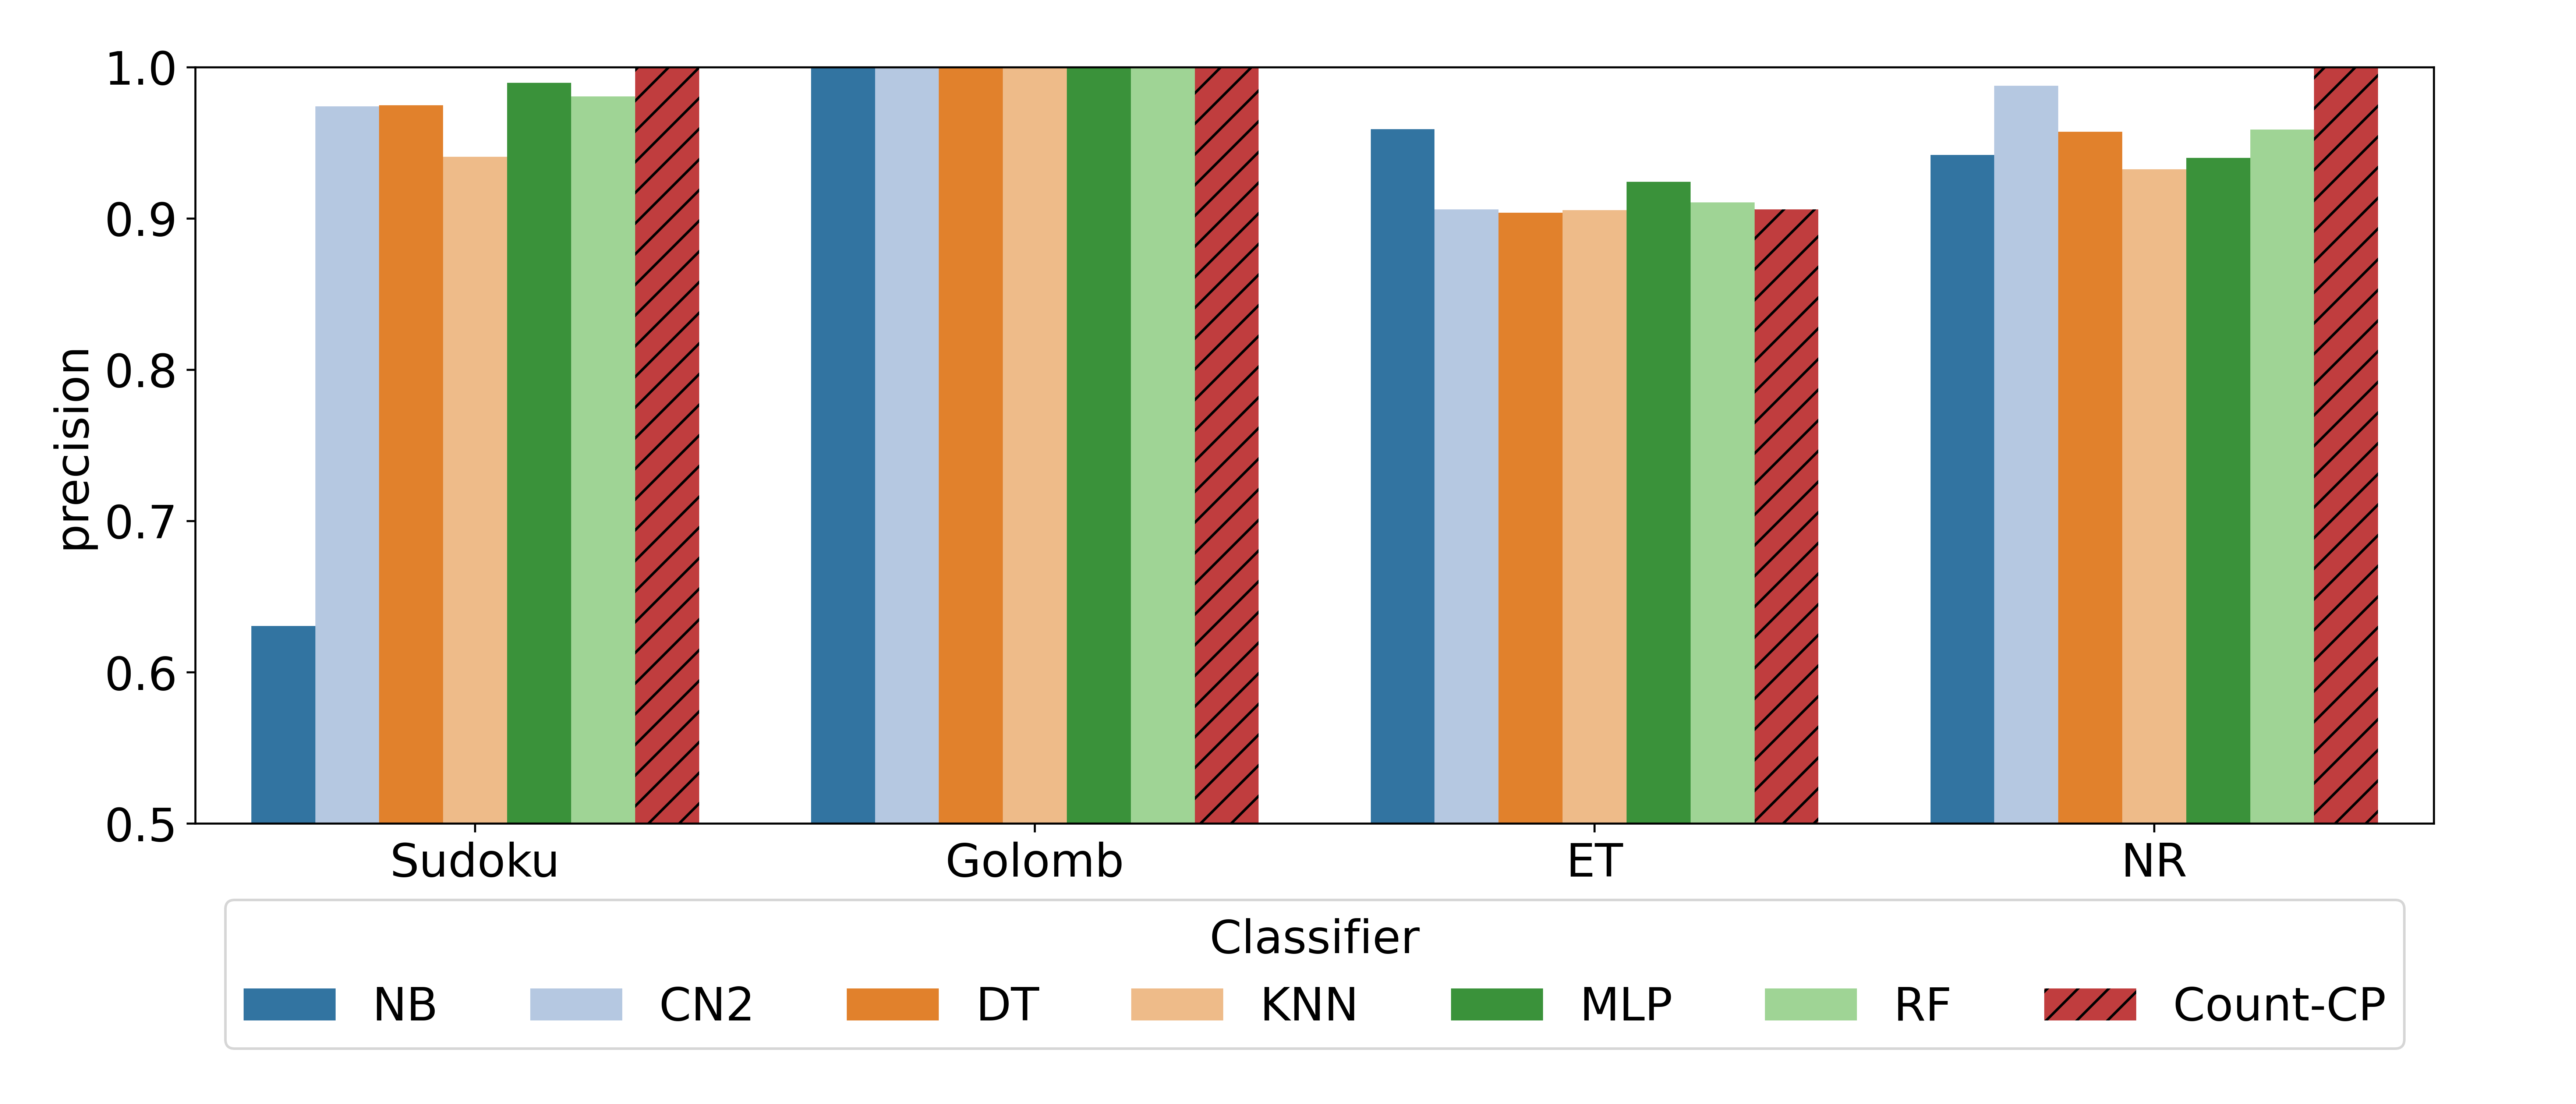 1.0
0.9
0.8
0.7
0.6
0.5
precision
Sudoku Golomb ET NR
Classifier
NB CN2 DT KNN MLP RF Count-CP